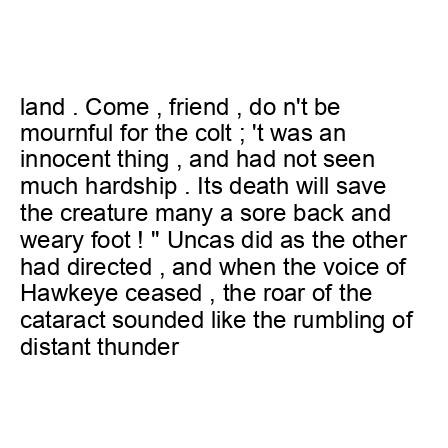 land . Come , friend , do n't be
mournful for the colt ; 't was an
innocent thing , and had not seen
much hardship . Its death will save
the creature many a sore back and
weary foot ! " Uncas did as the other
had directed , and when the voice of
Hawkeye ceased , the roar of the
cataract sounded like the rumbling of
distant thunder